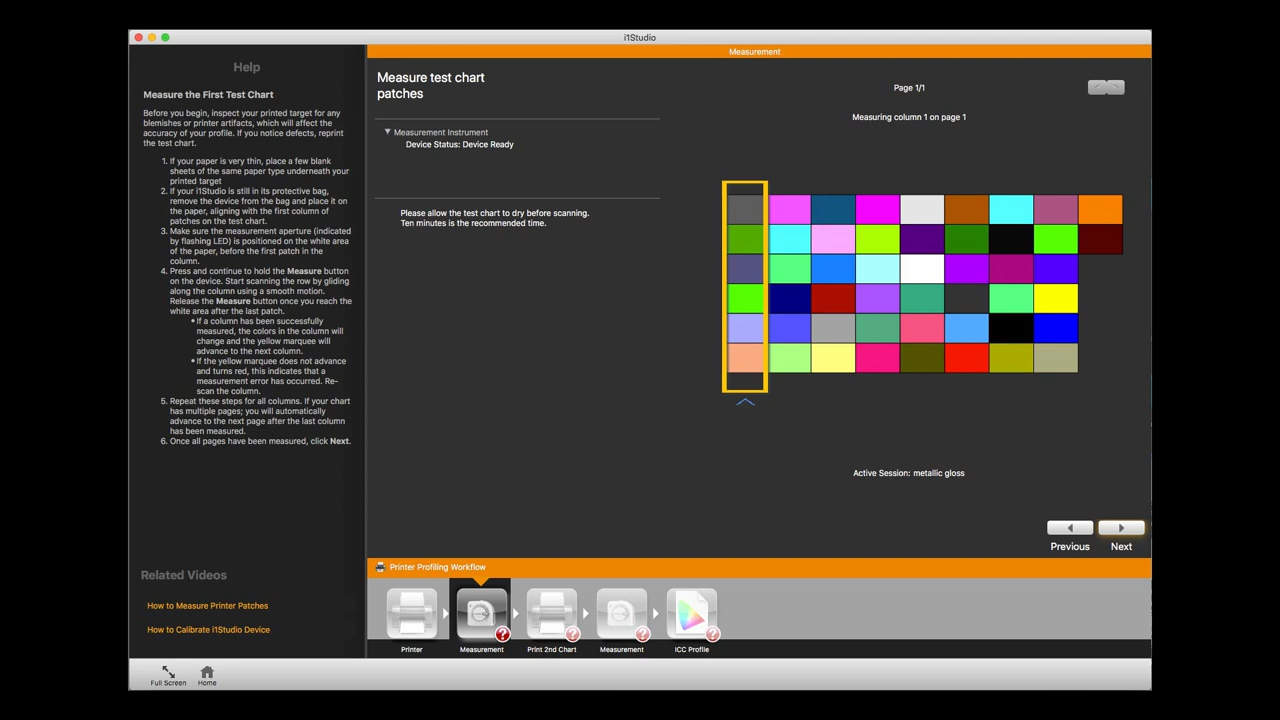 i1Studio
Measurement
Help
Measure the First Test Chart
Before you begin, inspect your printed target for any
blemishes or printer artifacts, which will affect the
accuracy of your profile. If you notice defects, reprint
the test chart.
1. If your paper is very thin, place a few blank
sheets of the same paper type underneath your
printed target
2. If your i1Studio is still in its protective bag,
remove the device from the bag and place it on
the paper, aligning with the first column of
patches on the test chart.
3. Make sure the measurement aperture (indicated
by flashing LED) is positioned on the white area
of the paper, before the first patch in the
column.
4. Press and continue to hold the Measure button
on the device. Start scanning the row by gliding
along the column using a smooth motion.
Release the Measure button once you reach the
white area after the last patch.
• If a column has been successfully
measured, the colors in the column will
change and the yellow marquee will
advance to the next column.
• If the yellow marquee does not advance
and turns red, this indicates that a
measurement error has occurred. Re-
scan the column.
5. Repeat these steps for all columns. If your chart
has multiple pages; you will automatically
advance to the next page after the last column
has been measured.
6. Once all pages have been measured, click Next.
Related Videos
How to Measure Printer Patches
How to Calibrate i1Studio Device
Measure test chart
patches
Measurement Instrument
Device Status: Device Ready
Please allow the test chart to dry before scanning.
Ten minutes is the recommended time.
Page 1/1
Measuring column 1 on page 1
Active Session: metallic gloss
Previous
Next
Printer Profiling Workflow
Printer
Measurement
Print 2nd Chart
Measurement
ICC Profile
Full Screen
Home